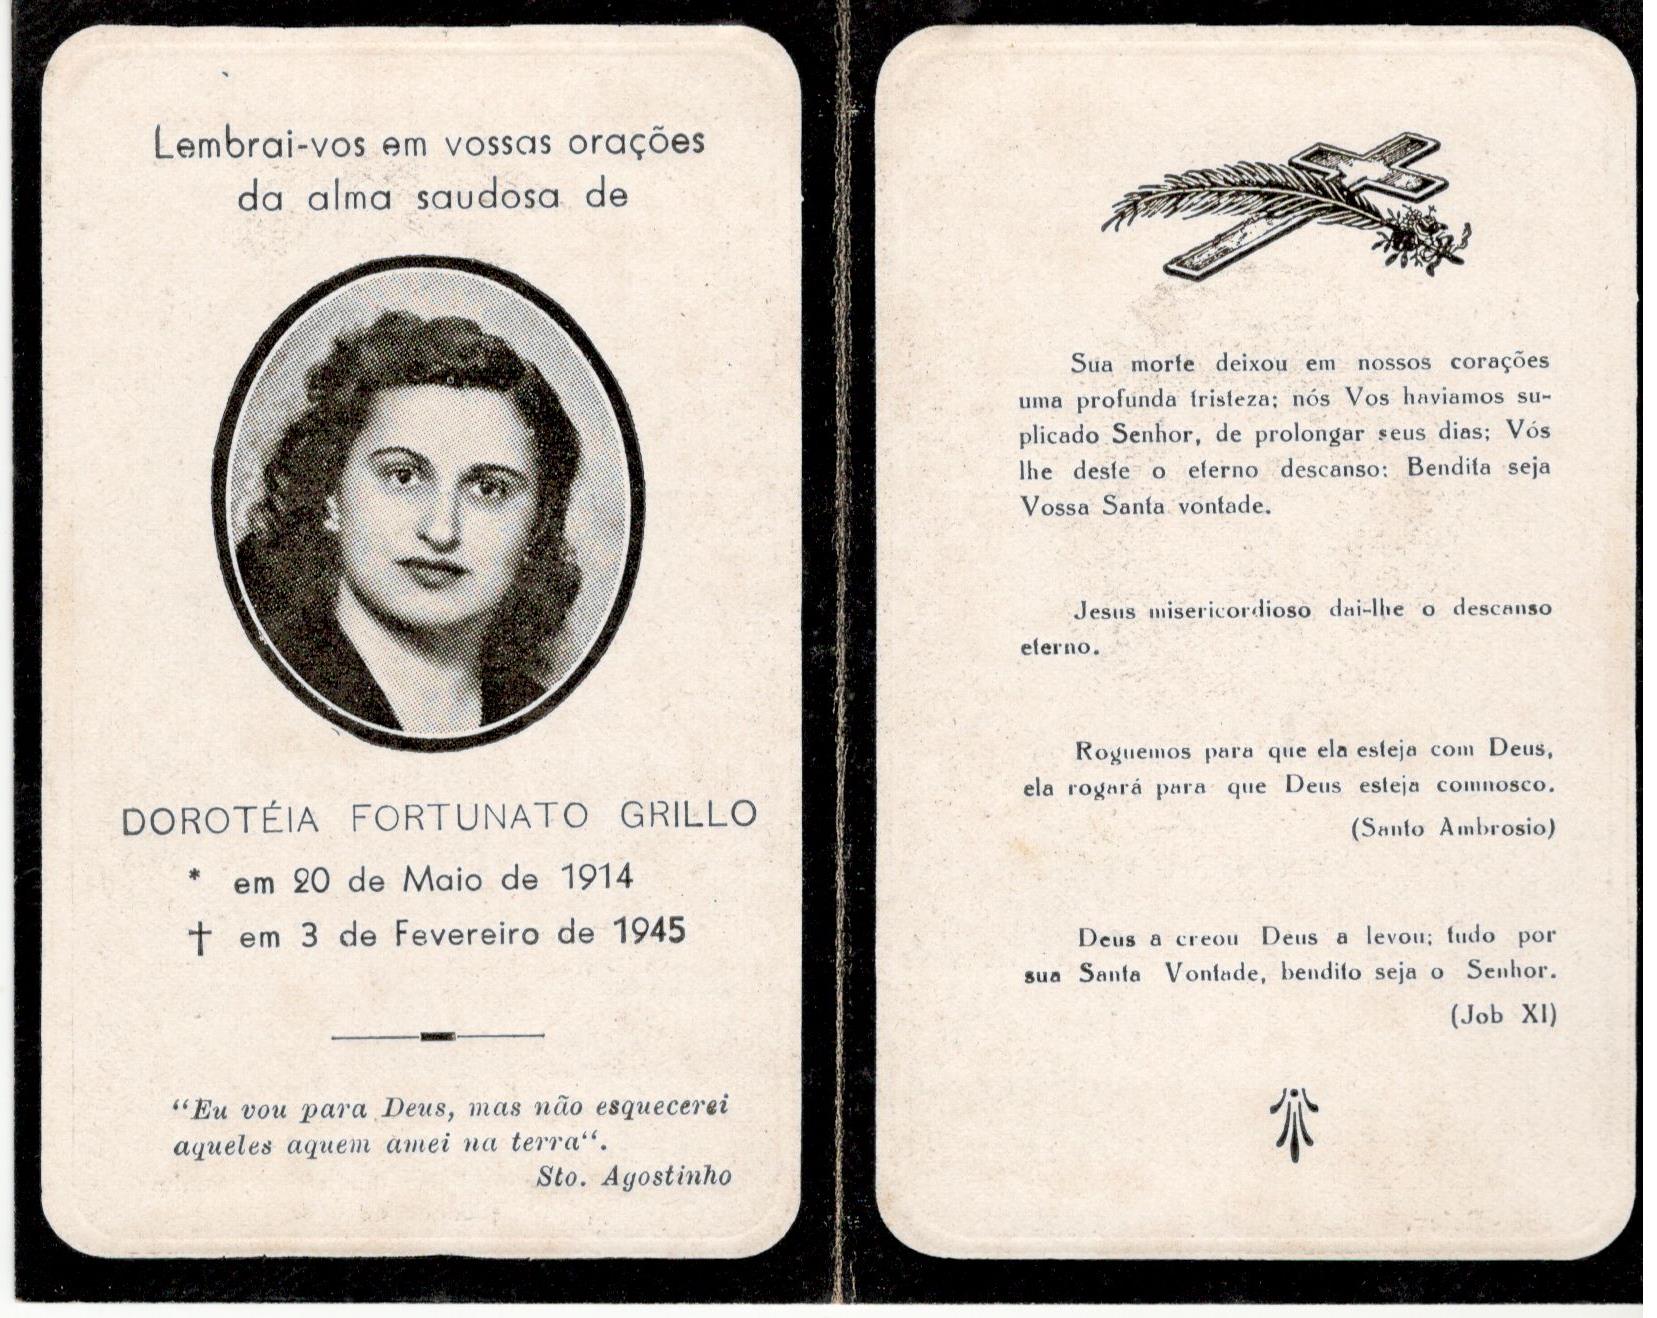 Lembrai-vos em vossas orações
da alma saudosa de
DOROTÉIA FORTUNATO GRILLO
* em 20 de Maio de 1914
† em 3 de Fevereiro de 1945
“Eu vou para Deus, mas não esquecerei
aqueles aquem amei na terra“.
Sto. Agostinho
Sua morte deixou em nossos corações
uma profunda tristeza; nós Vos haviamos su-
plicado Senhor, de prolongar seus dias; Vós
lhe deste o eterno descanso: Bendita seja
Vossa Santa vontade.
Jesus misericordioso dai-lhe o descanso
eterno.
Roguemos para que ela esteja com Deus,
ela rogará para que Deus esteja comnosco.
(Santo Ambrosio)
Deus a creou Deus a levou; tudo por
sua Santa Vontade, bendito seja o Senhor.
(Job XI)